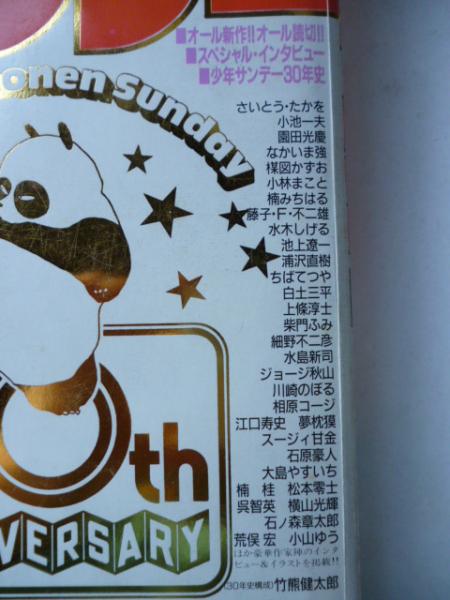 ■オール新作!!オール読切!!
■スペシャル・インタビュー
■少年サンデー30年史
onen Sunday
さいとう・たかを
小池一夫
園田光慶
なかいま強
楳図かずお
小林まこと
楠みちはる
藤子・F・不二雄
水木しげる
池上遼一
浦沢直樹
ちばてつや
白土三平
上條淳士
柴門ふみ
細野不二彦
水島新司
ジョージ秋山
川崎のぼる
相原コージ
江口寿史 夢枕獏
スージィ甘金
石原豪人
大島やすいち
楠 桂 松本零士
呉智英 横山光輝
石ノ森章太郎
荒俣 宏 小山ゆう
ほか豪華作家陣のインタ
ビュー&イラストを掲載!!
(30年史構成)竹熊健太郎
0th
VERSARY